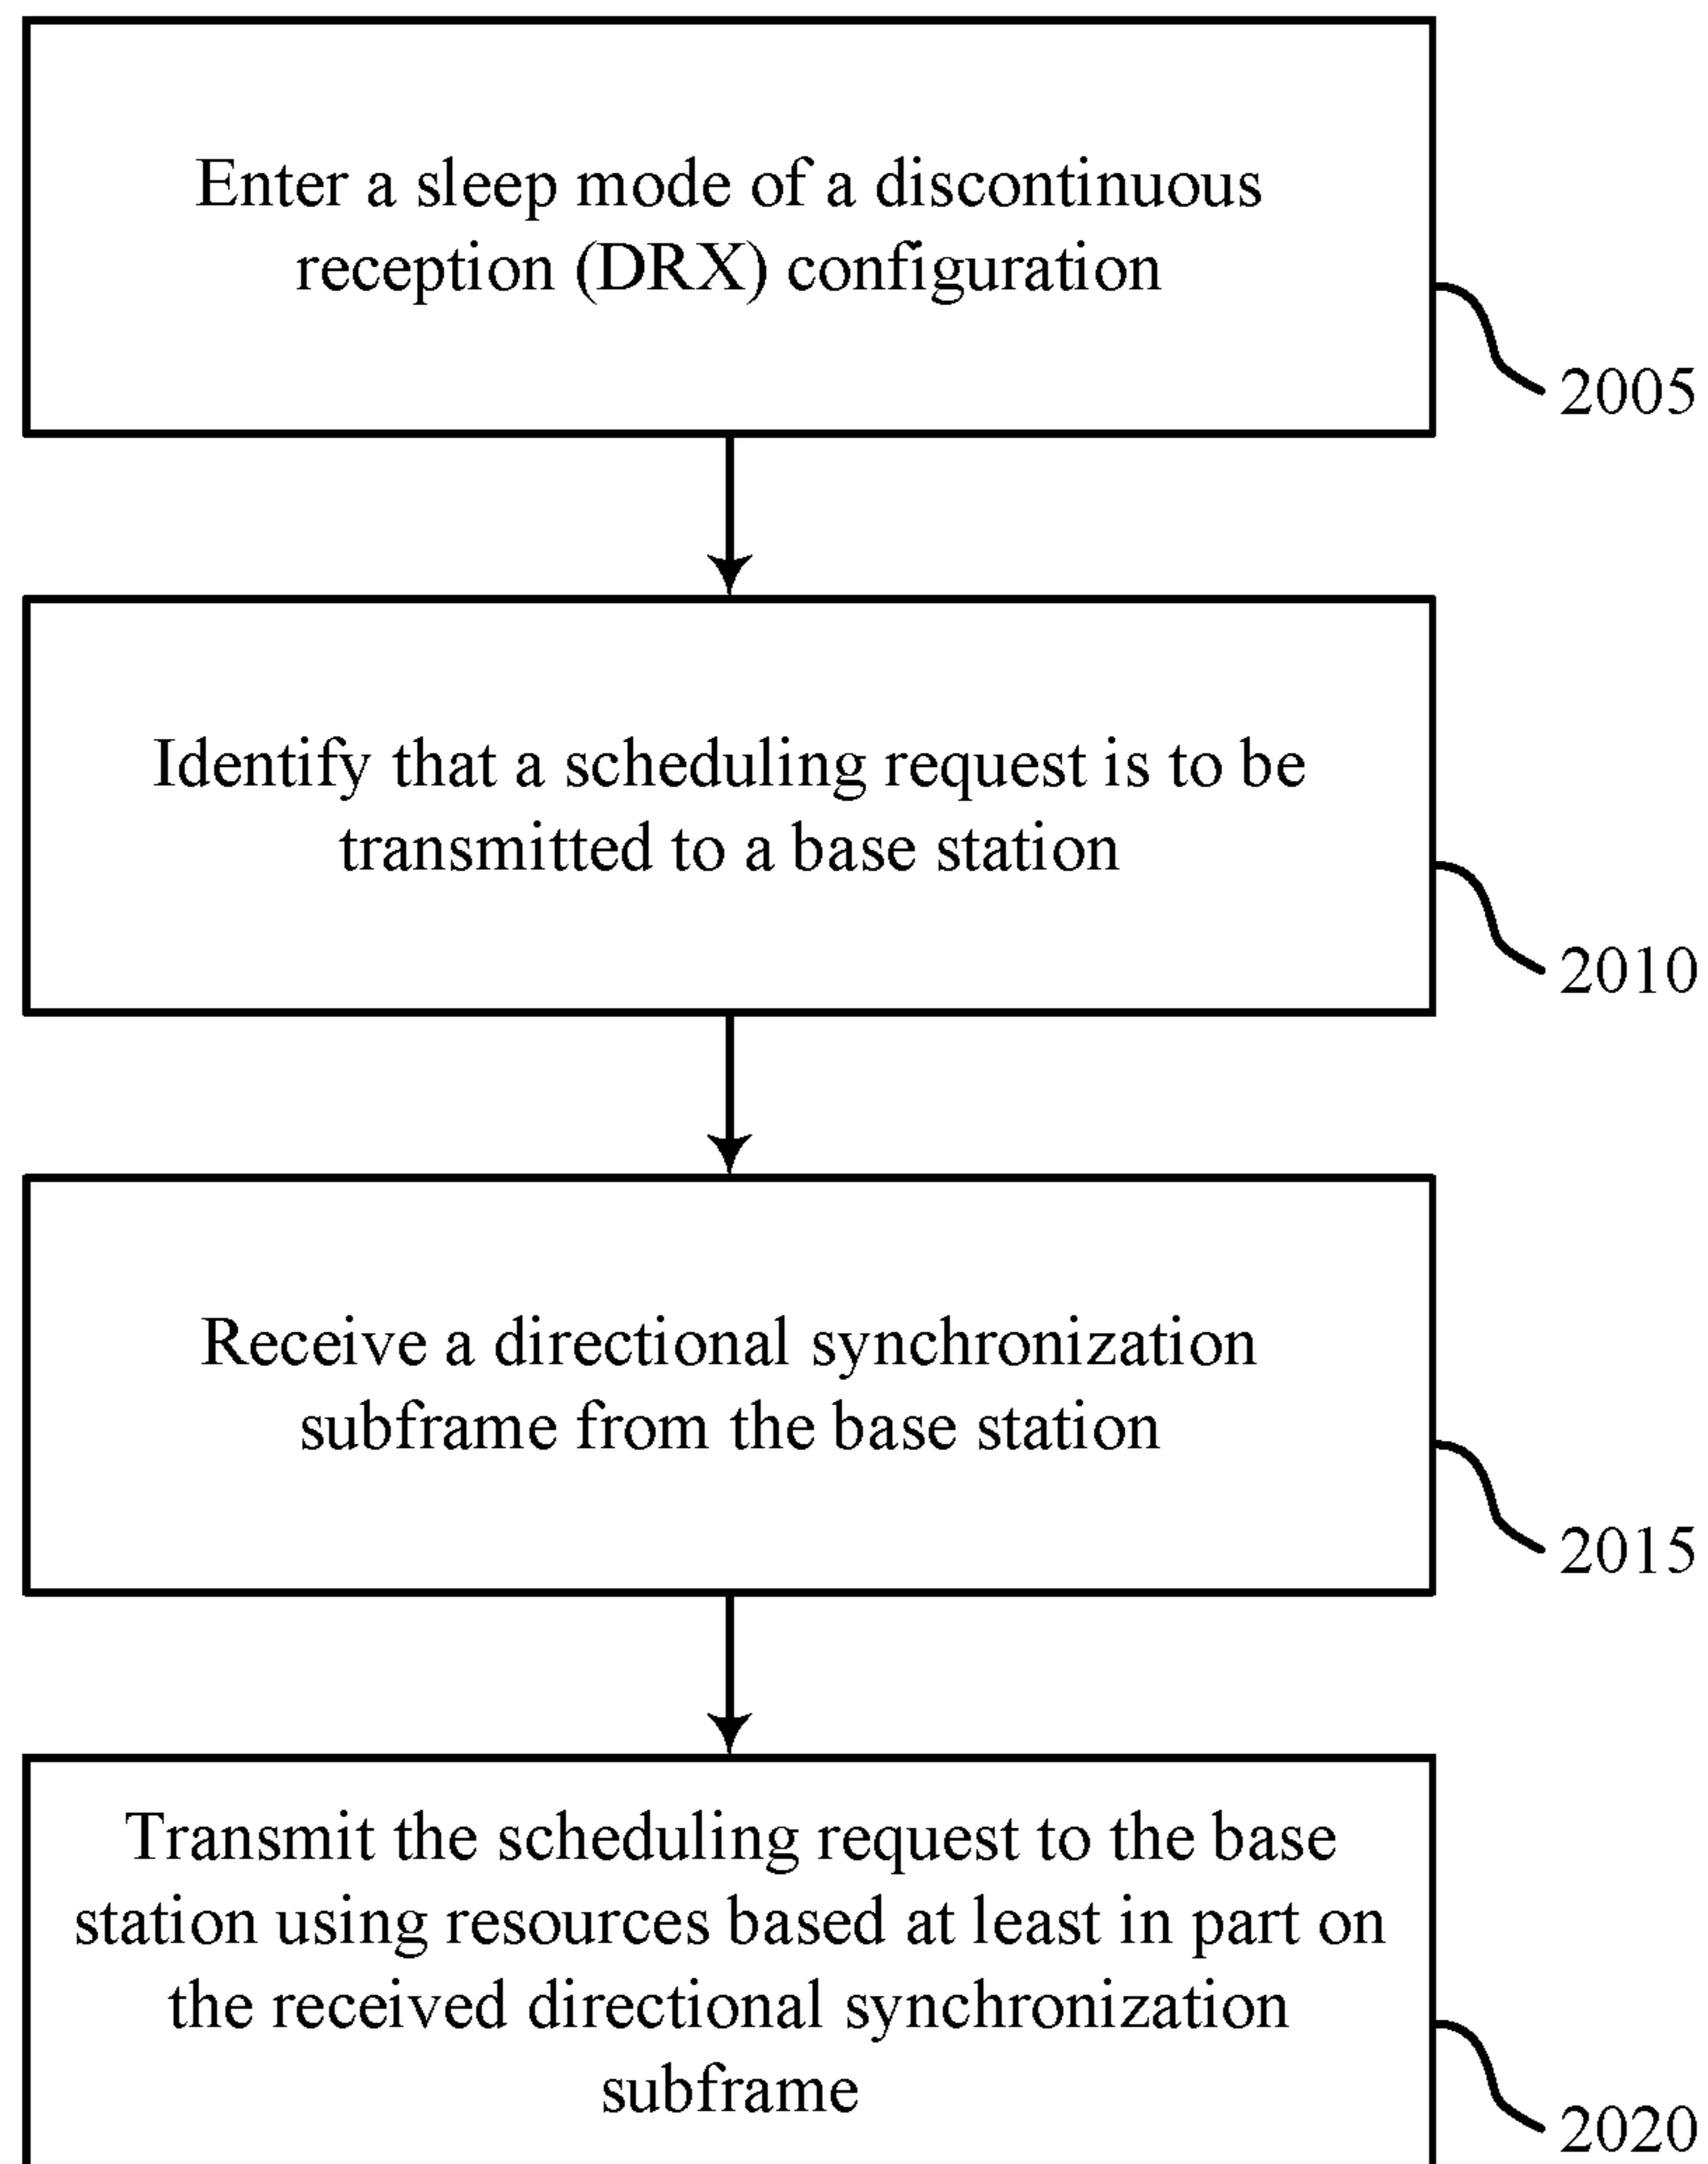 Enter a sleep mode of a discontinuous
reception (DRX) configuration
2005
Identify that a scheduling request is to be
transmitted to a base station
2010
Receive a directional synchronization
subframe from the base station
2015
Transmit the scheduling request to the base
station using resources based at least in part on
the received directional synchronization
subframe
2020